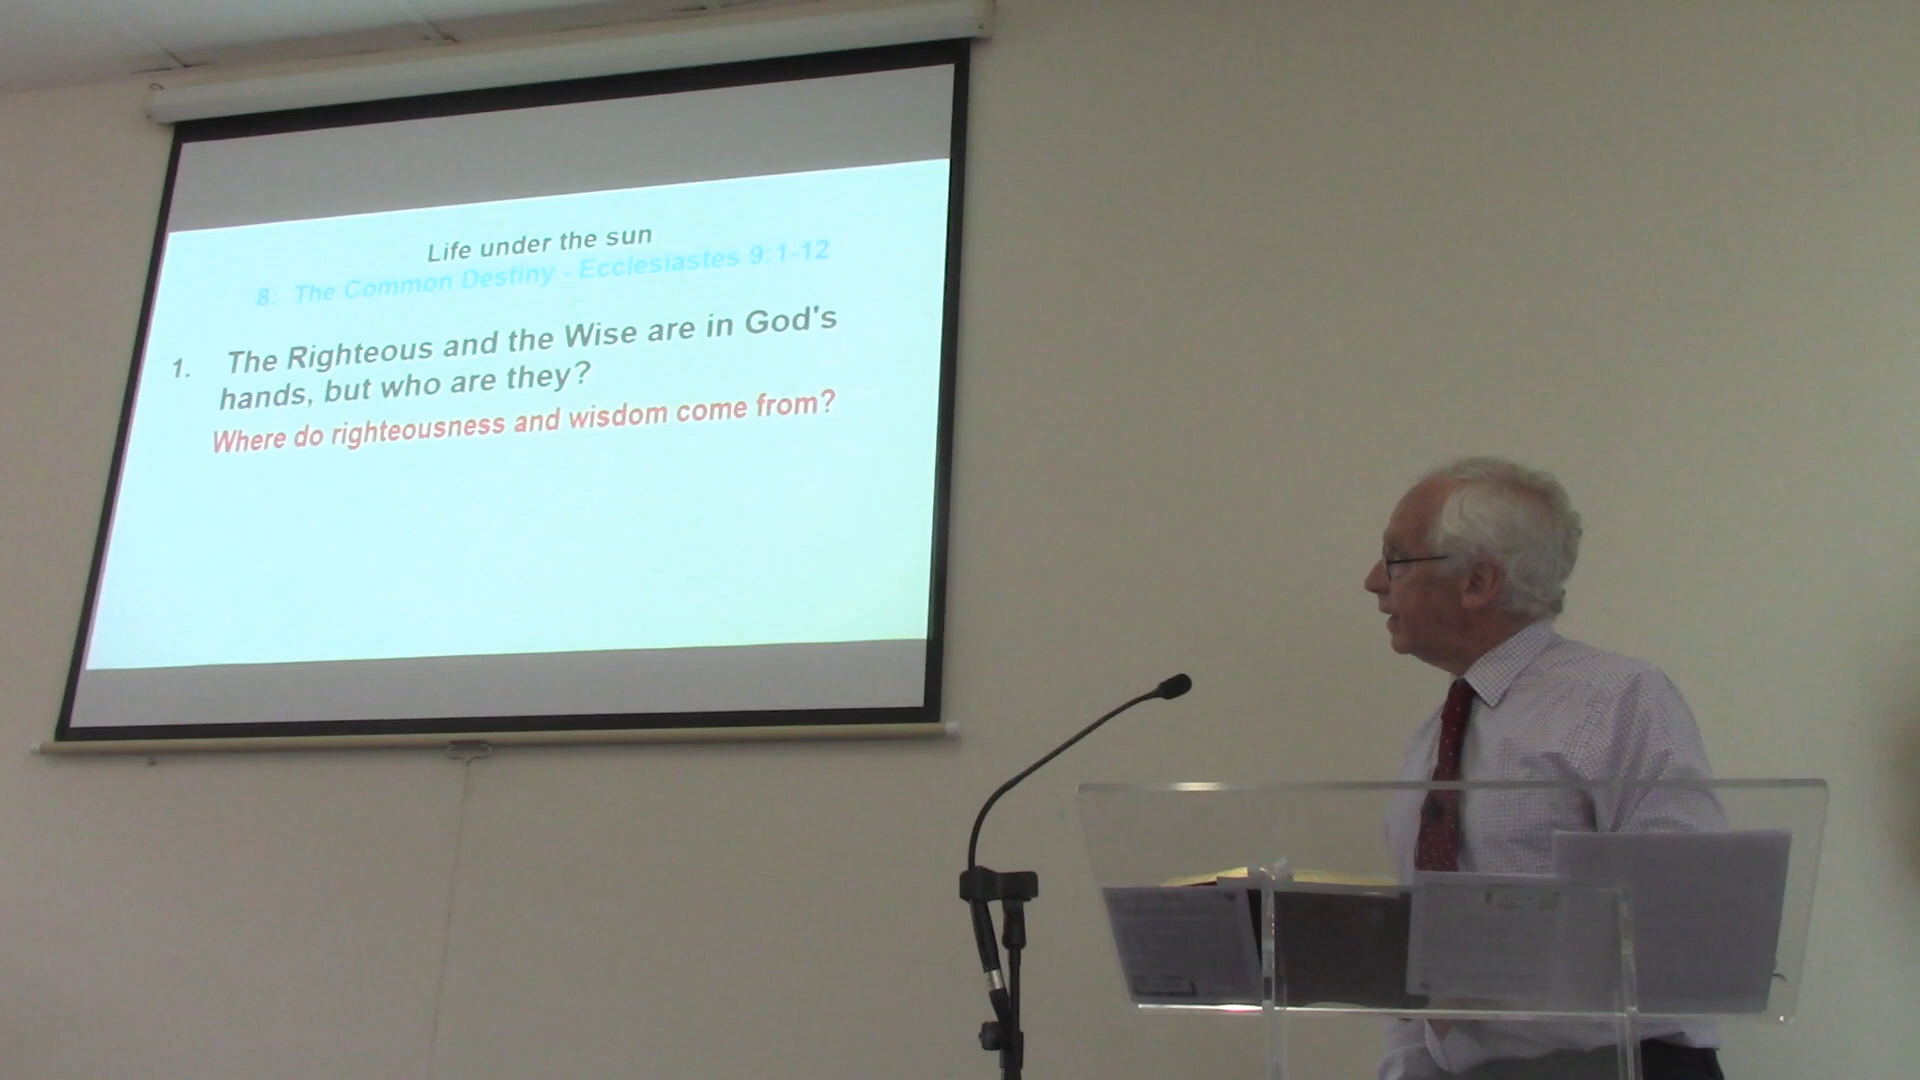 Life under the sun
8: The Common Destiny - Ecclesiastes 9:1-12
1. The Righteous and the Wise are in God's
hands, but who are they?
Where do righteousness and wisdom come from?